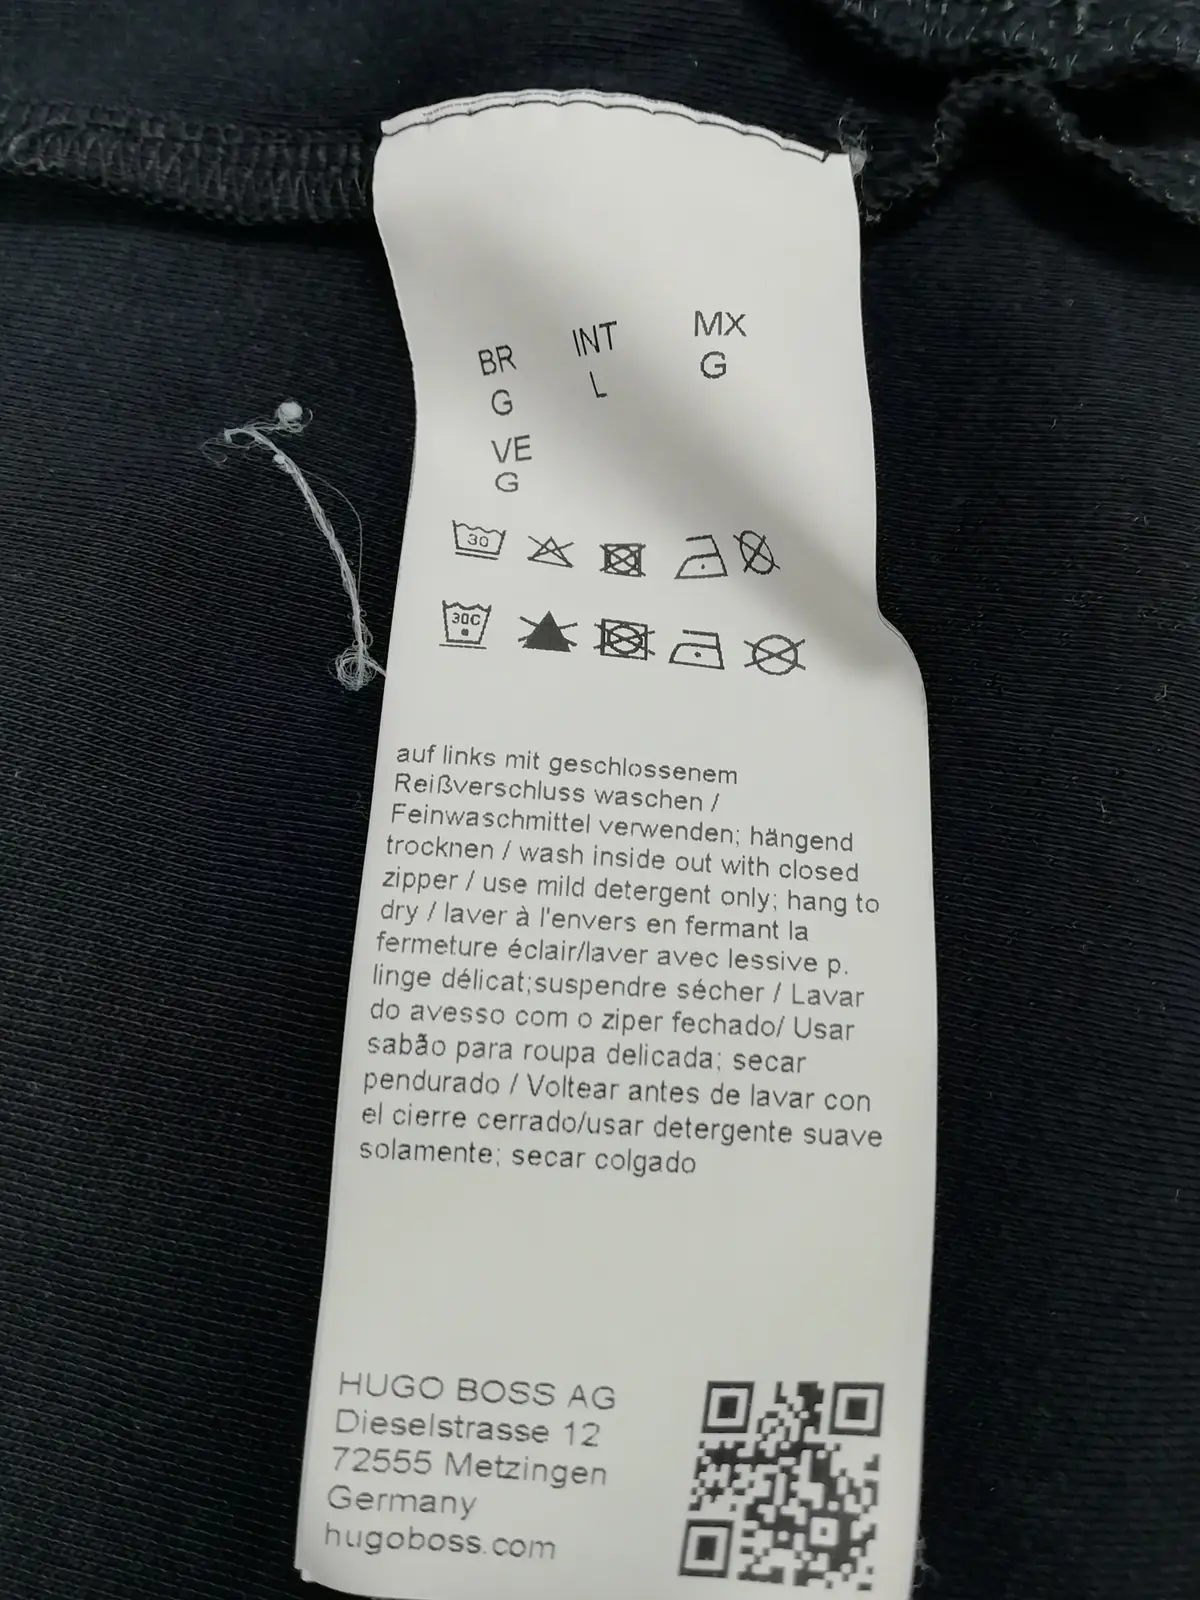 BR INT MX
G L G
VE
G
30
30C
auf links mit geschlossenem
Reißverschluss waschen /
Feinwaschmittel verwenden; hängend
trocknen / wash inside out with closed
zipper / use mild detergent only; hang to
dry / laver à l'envers en fermant la
fermeture éclair/laver avec lessive p.
linge délicat;suspendre sécher / Lavar
do avesso com o ziper fechado/ Usar
sabão para roupa delicada; secar
pendurado / Voltear antes de lavar con
el cierre cerrado/usar detergente suave
solamente; secar colgado
HUGO BOSS AG
Dieselstrasse 12
72555 Metzingen
Germany
hugoboss.com